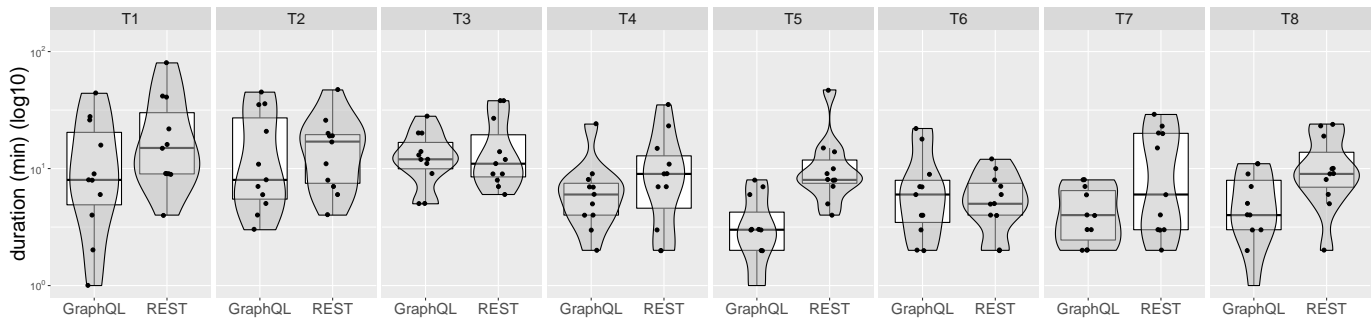 T1 T2 T3 T4 T5 T6 T7 T8
duration (min) (log10)
10²
10¹
10⁰
GraphQL REST GraphQL REST GraphQL REST GraphQL REST GraphQL REST GraphQL REST GraphQL REST GraphQL REST